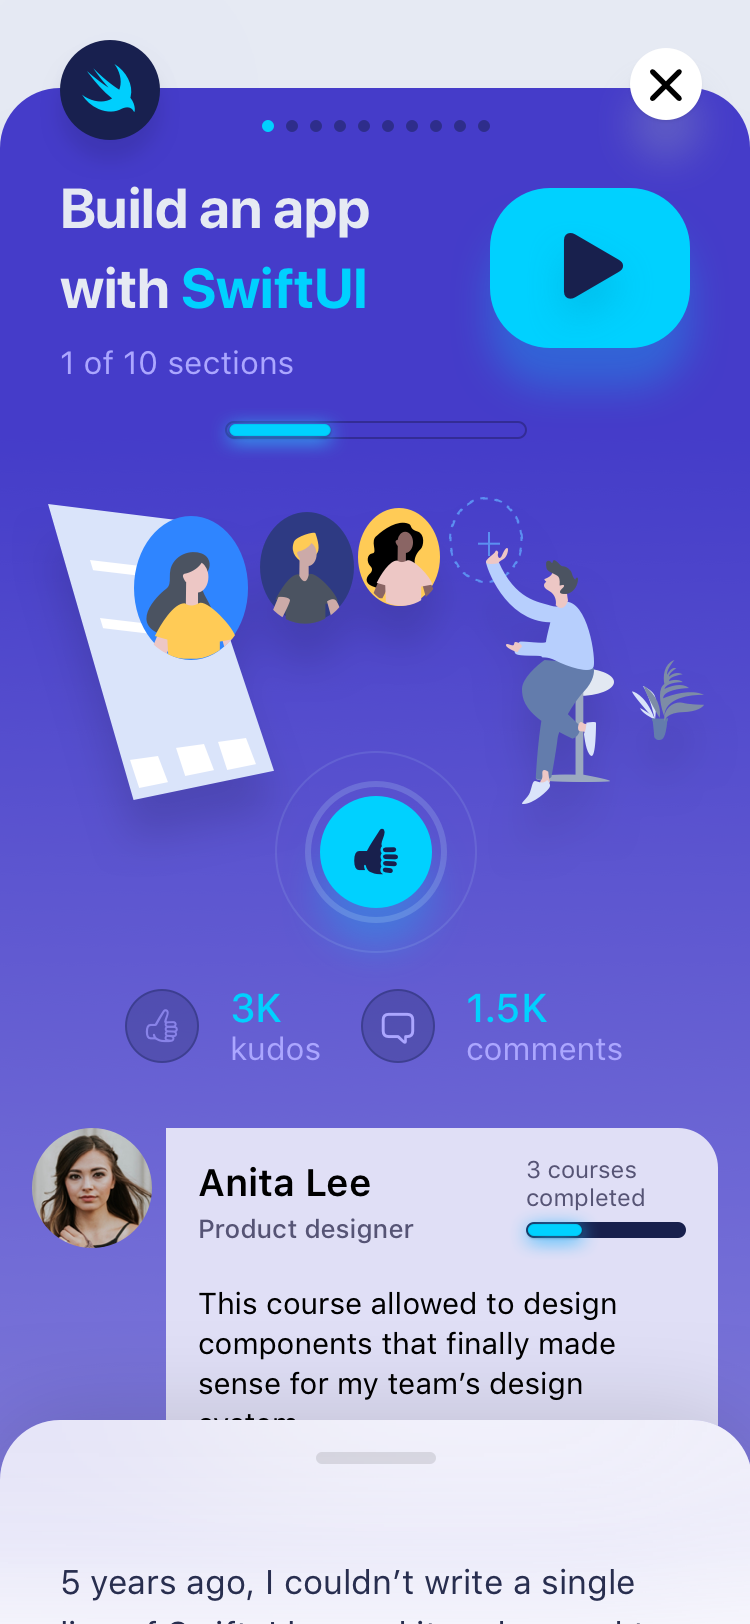 Build an app
with SwiftUI
1 of 10 sections
3K
kudos
1.5K
comments
Anita Lee
Product designer
3 courses
completed
This course allowed to design
components that finally made
sense for my team’s design
system
5 years ago, I couldn’t write a single